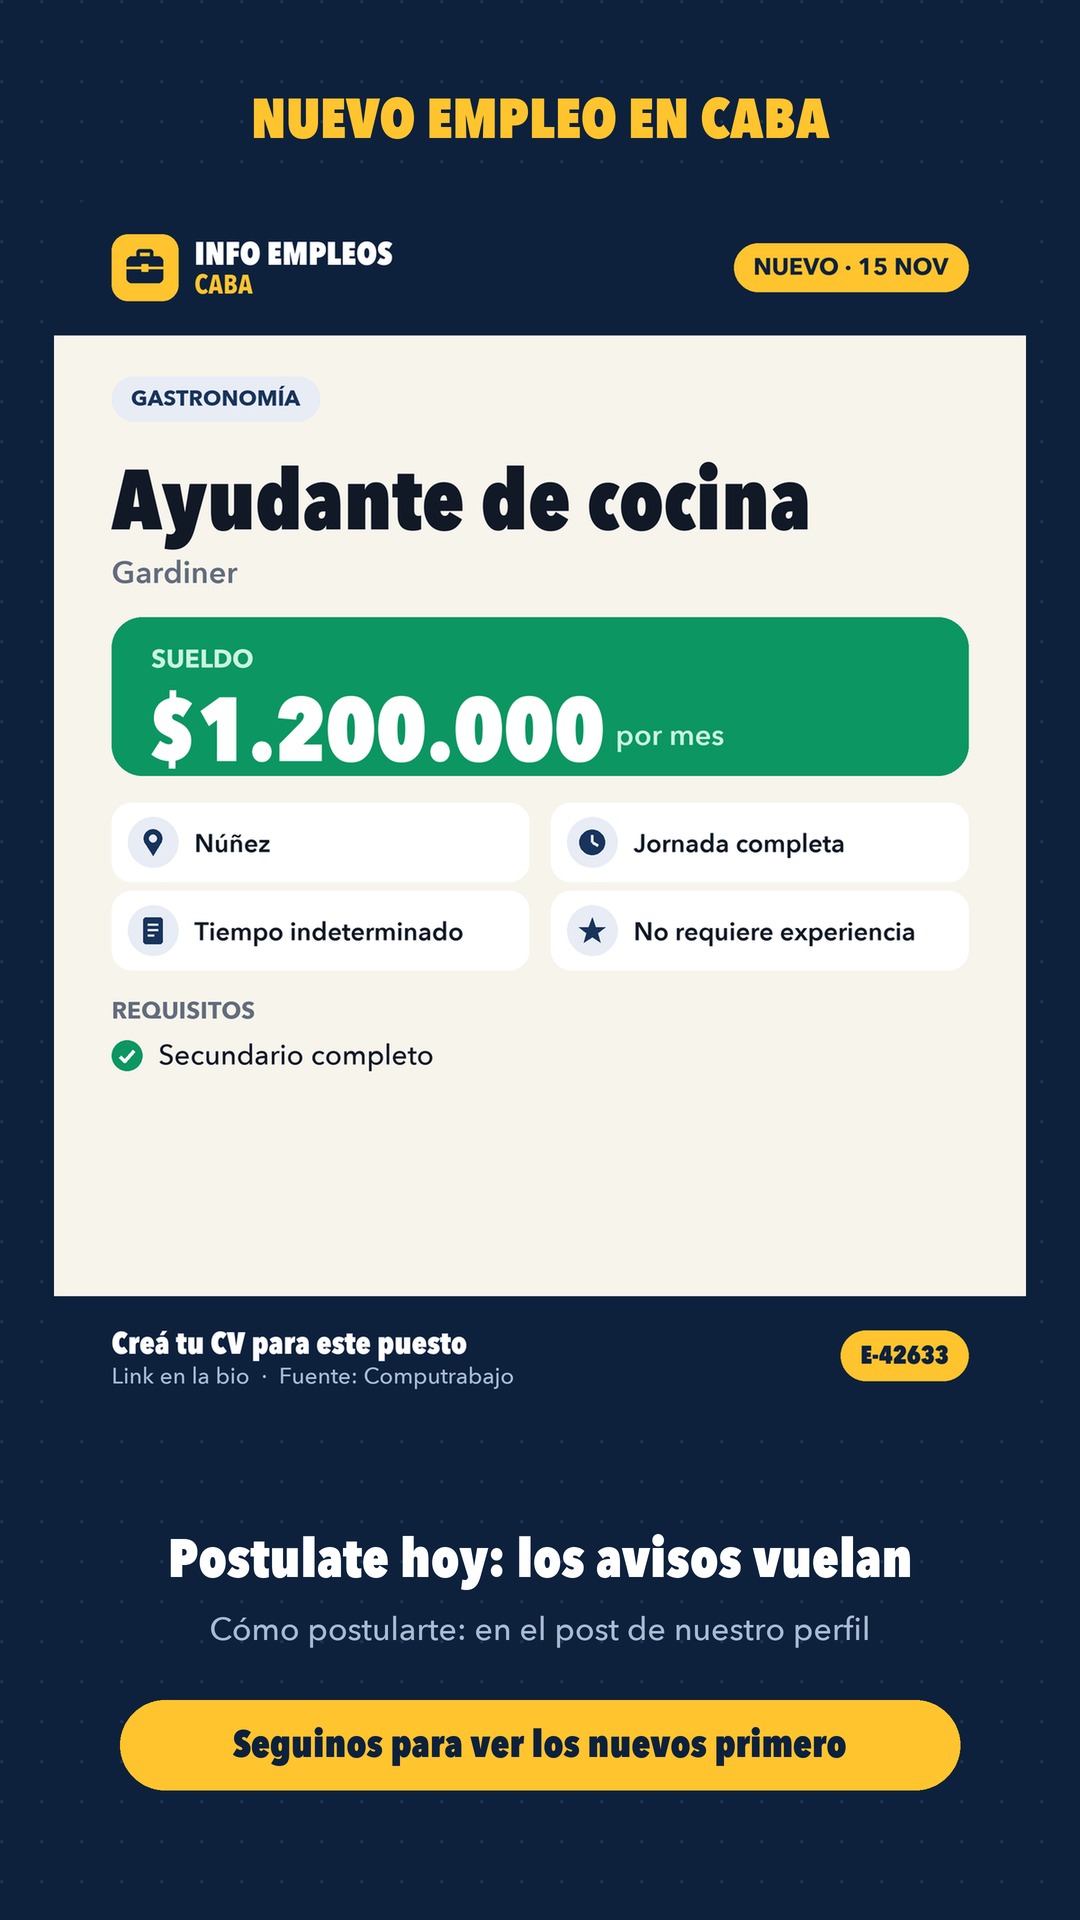 NUEVO EMPLEO EN CABA
INFO EMPLEOS
CABA
NUEVO · 15 NOV
GASTRONOMÍA
Ayudante de cocina
Gardiner
SUELDO
$1.200.000 por mes
Núñez
Jornada completa
Tiempo indeterminado
No requiere experiencia
REQUISITOS
Secundario completo
Creá tu CV para este puesto
Link en la bio · Fuente: Computrabajo
E-42633
Postulate hoy: los avisos vuelan
Cómo postularte: en el post de nuestro perfil
Seguinos para ver los nuevos primero